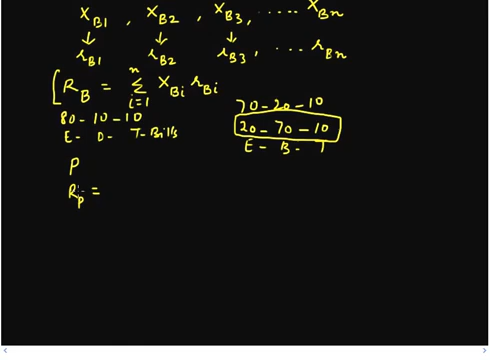 X_B1 , X_B2 , X_B3 , ..... X_Bn
↓ ↓ ↓
r_B1 r_B2 r_B3 , ... r_Bn
[ R_B = n Σ i=1 X_Bi r_Bi
80 - 10 - 10
E - D - T-Bills
70 - 20 - 10
20 - 70 - 10
E - B - T
P
R_p =